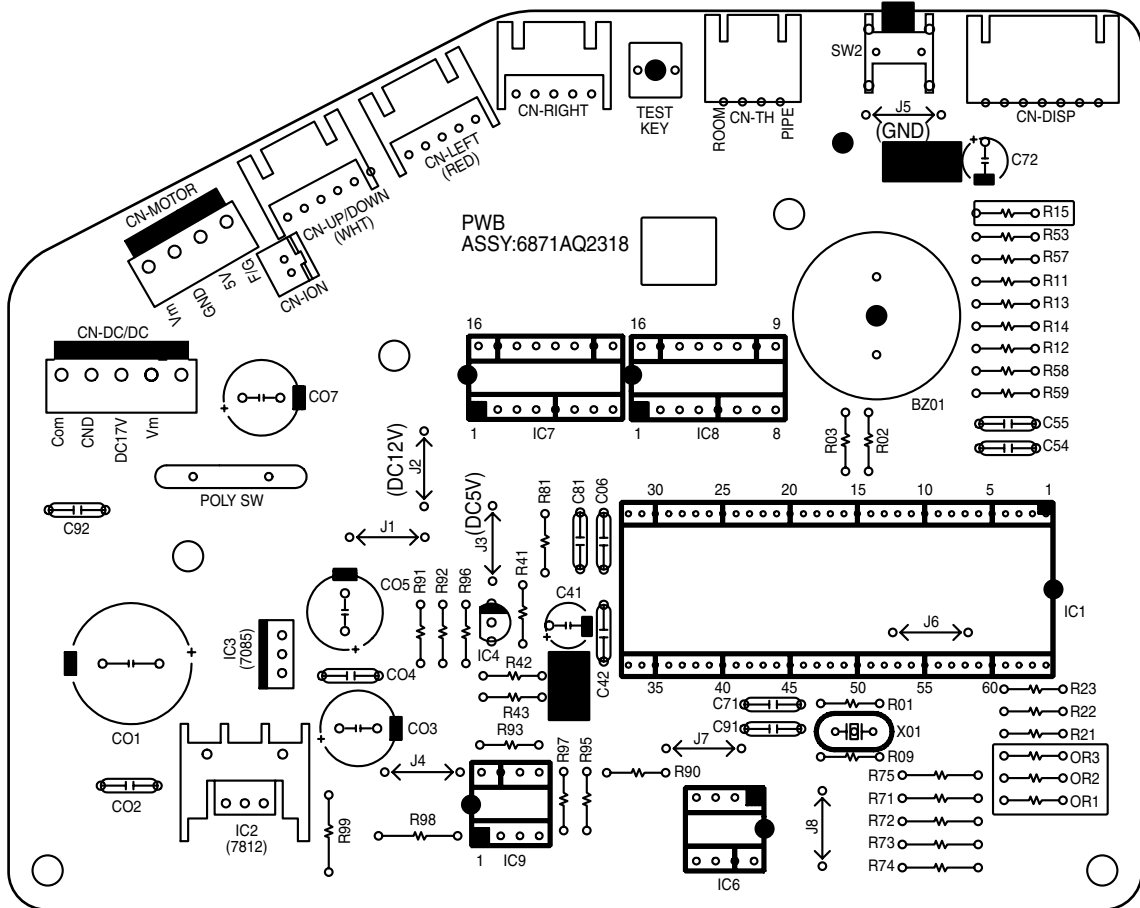 SW2
J5
(GND)
CN-RIGHT
TEST
KEY
ROOM
CN-TH
PIPE
CN-DISP
C72
CN-LEFT
(RED)
CN-UP/DOWN
(WHT)
CN-MOTOR
Vm
GND
5V
F/G
CN-ION
PWB
ASSY:6871AQ2318
R15
R53
R57
R11
R13
R14
R12
R58
R59
C55
C54
CN-DC/DC
Com
CND
DC17V
Vm
CO7
16
1
IC7
16
9
1
IC8
8
BZ01
R03
R02
POLY SW
(DC12V)
J2
C92
J1
(DC5V)
J3
R81
C81
C06
30
25
20
15
10
5
1
R41
CO5
R91
R92
R96
IC4
C41
C42
IC1
J6
IC3
(7085)
CO4
R42
R43
35
40
45
50
55
60
R23
CO1
CO3
R93
C71
R01
R22
C91
X01
R21
J7
R09
OR3
OR2
OR1
J4
R97
R95
R90
R75
R71
R72
R73
R74
J8
CO2
IC2
(7812)
R99
R98
1
IC9
IC6